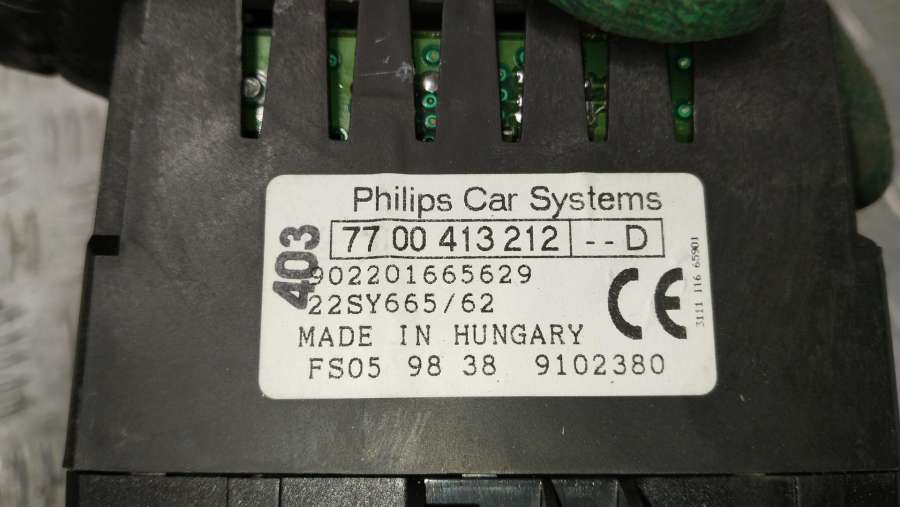 Philips Car Systems
403
77 00 413 212 -- D
902201665629
22SY665/62
CE
MADE IN HUNGARY
FS05 98 38 9102380
3111 116 65901